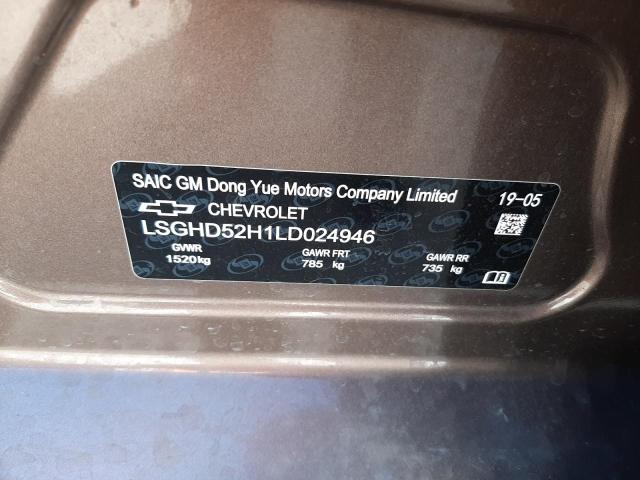 SAIC GM Dong Yue Motors Company Limited 19-05
CHEVROLET
LSGHD52H1LD024946
GVWR GAWR FRT GAWR RR
1520kg 785 kg 735 kg